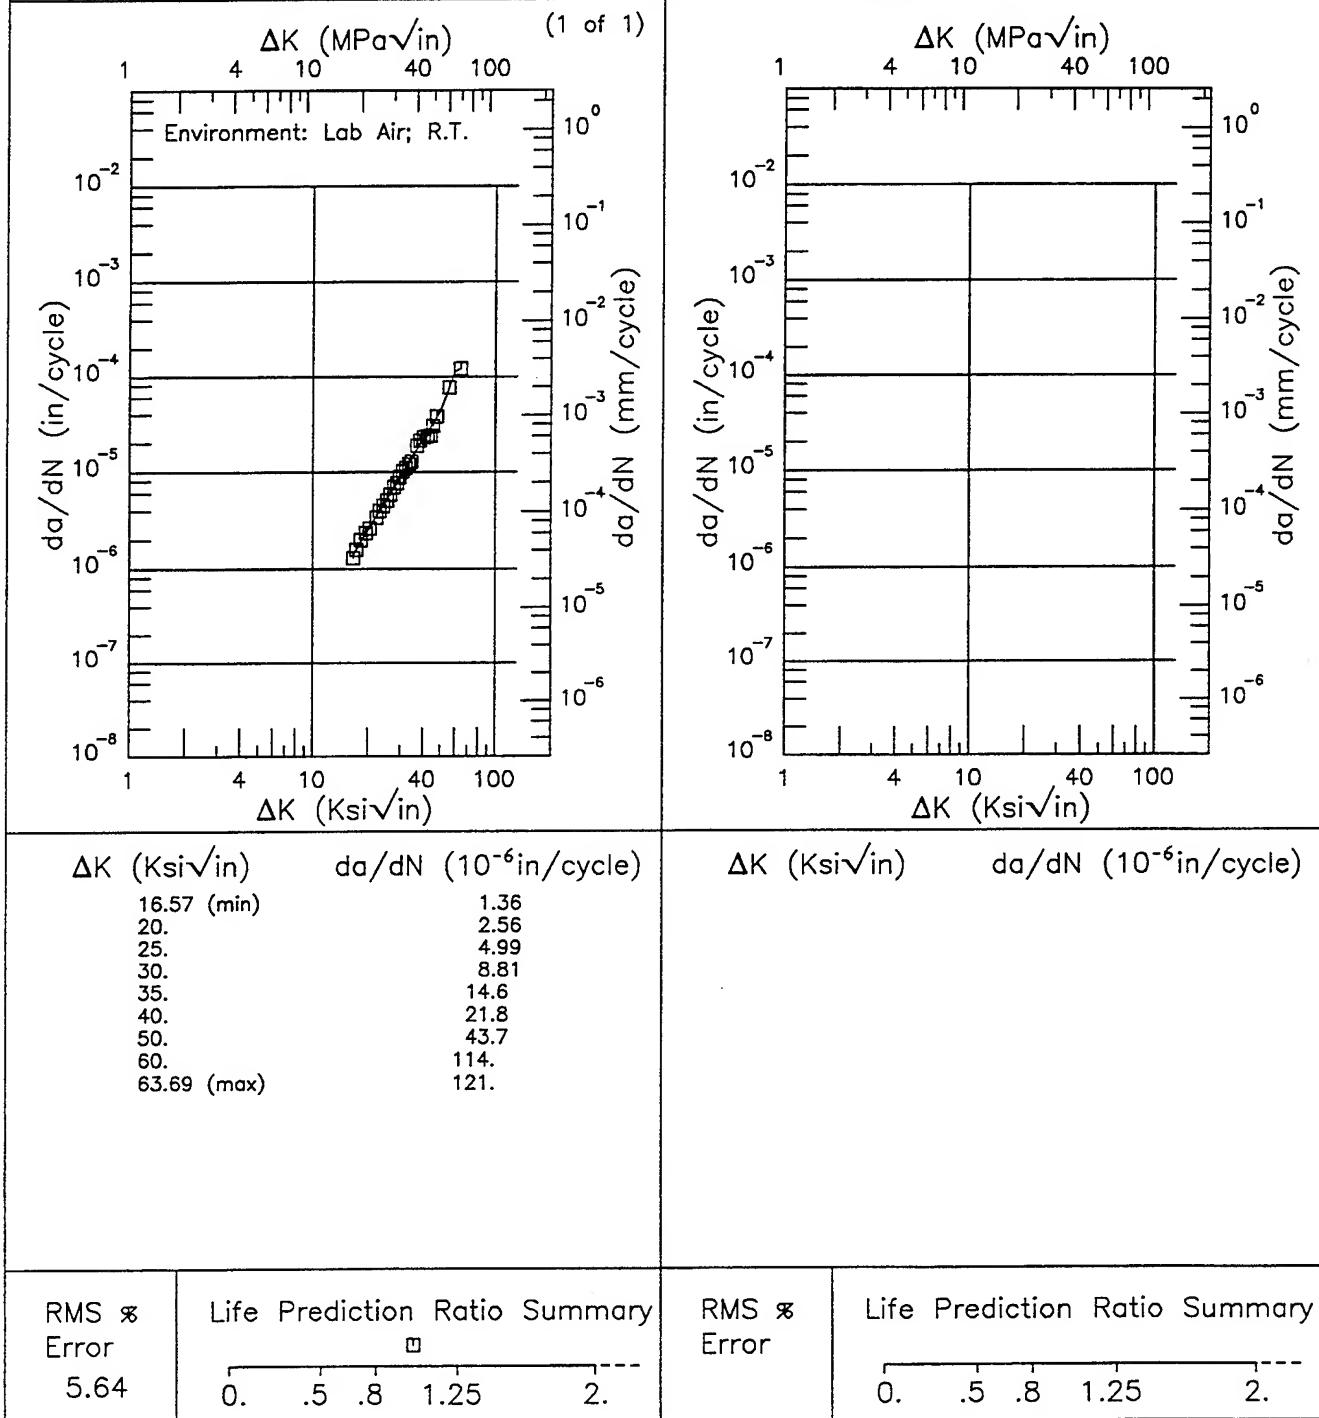 (1 of 1)
ΔK (MPa√in)
1 4 10 40 100
Environment: Lab Air; R.T.
da/dN (in/cycle)
10⁻²
10⁻³
10⁻⁴
10⁻⁵
10⁻⁶
10⁻⁷
10⁻⁸
10⁰
10⁻¹
10⁻²
10⁻³
10⁻⁴
10⁻⁵
10⁻⁶
da/dN (mm/cycle)
1 4 10 40 100
ΔK (Ksi√in)
ΔK (MPa√in)
1 4 10 40 100
da/dN (in/cycle)
10⁻²
10⁻³
10⁻⁴
10⁻⁵
10⁻⁶
10⁻⁷
10⁻⁸
10⁰
10⁻¹
10⁻²
10⁻³
10⁻⁴
10⁻⁵
10⁻⁶
da/dN (mm/cycle)
1 4 10 40 100
ΔK (Ksi√in)
ΔK (Ksi√in) da/dN (10⁻⁶in/cycle)
16.57 (min) 1.36
20. 2.56
25. 4.99
30. 8.81
35. 14.6
40. 21.8
50. 43.7
60. 114.
63.69 (max) 121.
ΔK (Ksi√in) da/dN (10⁻⁶in/cycle)
RMS %
Error
5.64
Life Prediction Ratio Summary
0. .5 .8 1.25 2.
RMS %
Error
Life Prediction Ratio Summary
0. .5 .8 1.25 2.